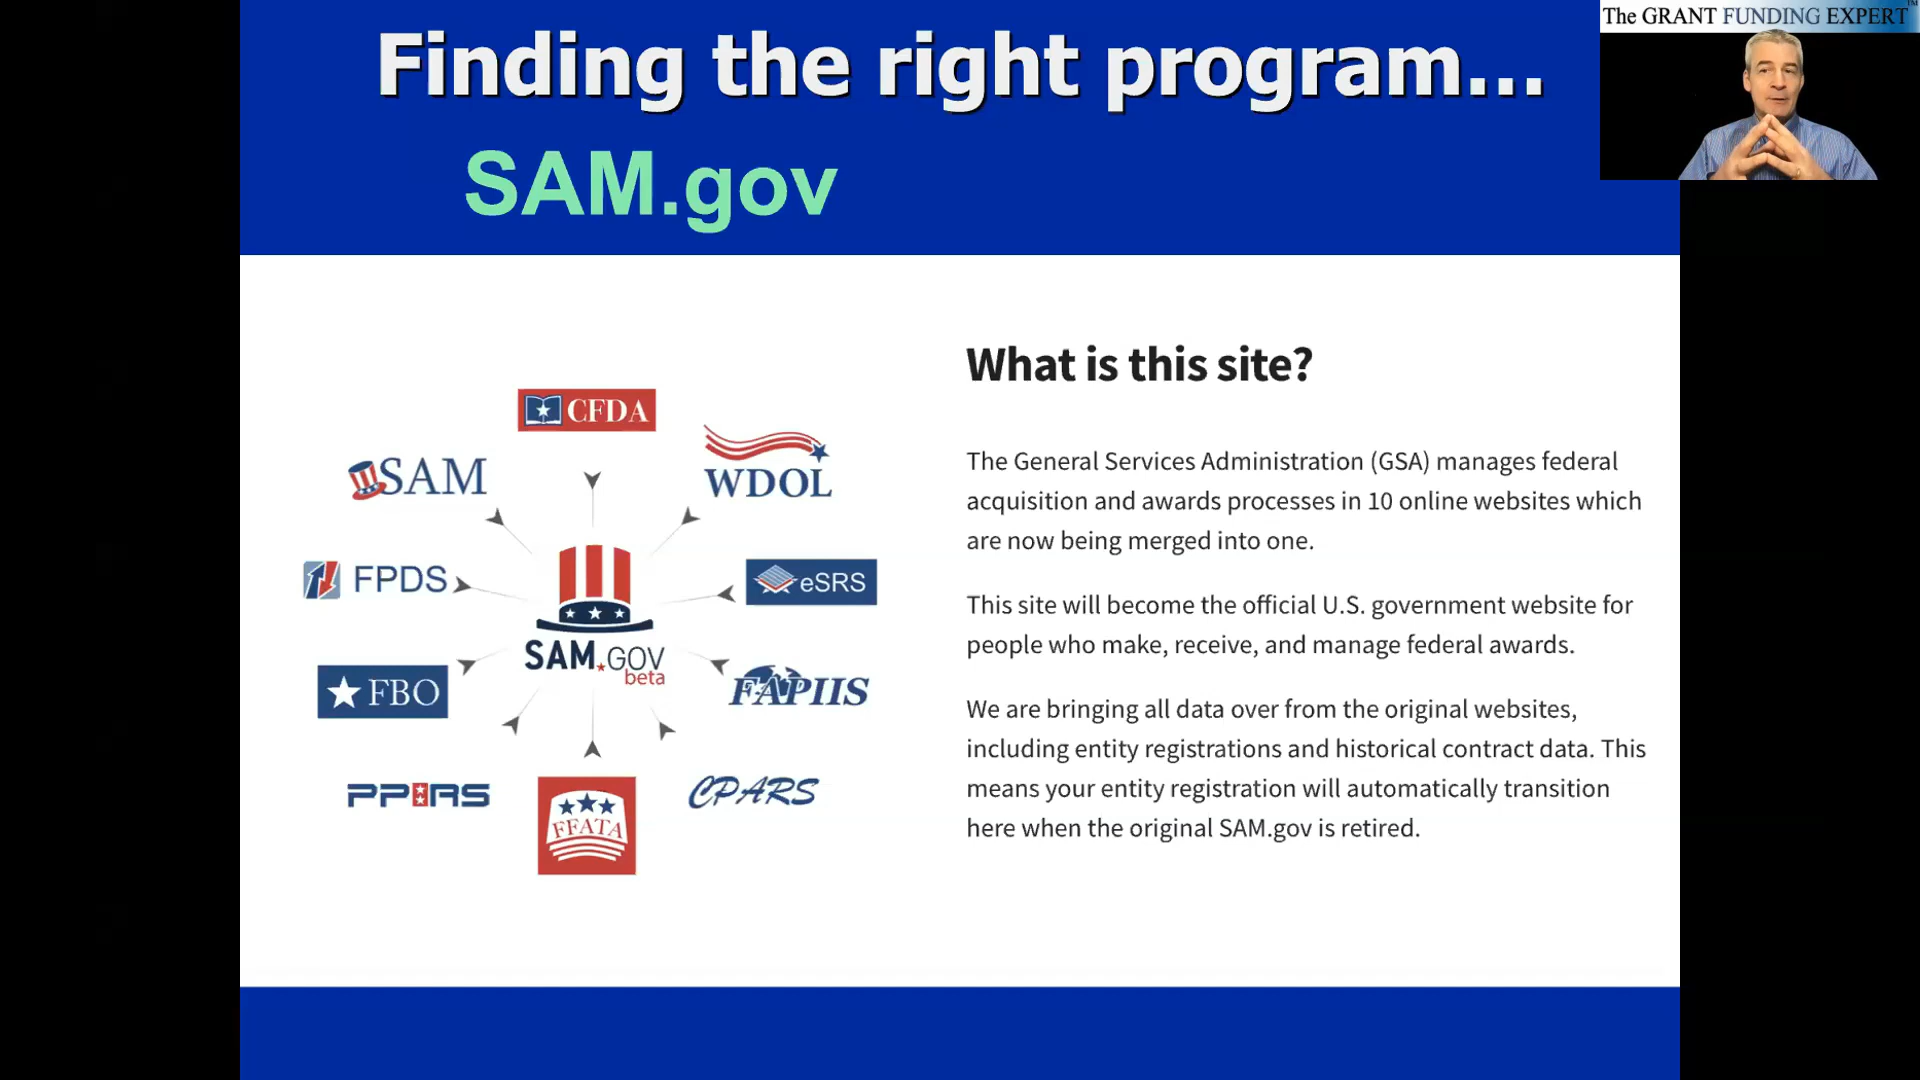 The GRANT FUNDING EXPERT™
Finding the right program...
SAM.gov
CFDA
SAM
WDOL
FPDS
eSRS
SAM.GOV
beta
FBO
FAPIIS
PPIRS
FFATA
CPARS
What is this site?
The General Services Administration (GSA) manages federal
acquisition and awards processes in 10 online websites which
are now being merged into one.
This site will become the official U.S. government website for
people who make, receive, and manage federal awards.
We are bringing all data over from the original websites,
including entity registrations and historical contract data. This
means your entity registration will automatically transition
here when the original SAM.gov is retired.